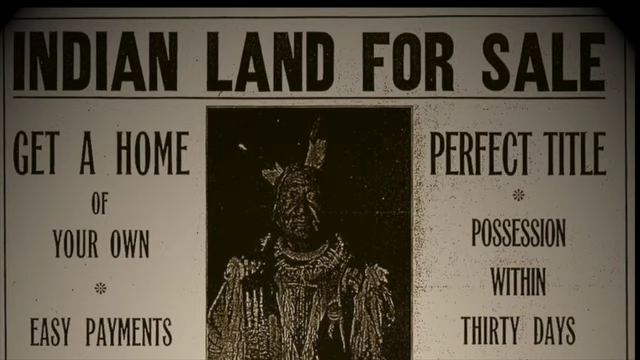 INDIAN LAND FOR SALE
GET A HOME
OF
YOUR OWN
*
EASY PAYMENTS
PERFECT TITLE
*
POSSESSION
WITHIN
THIRTY DAYS